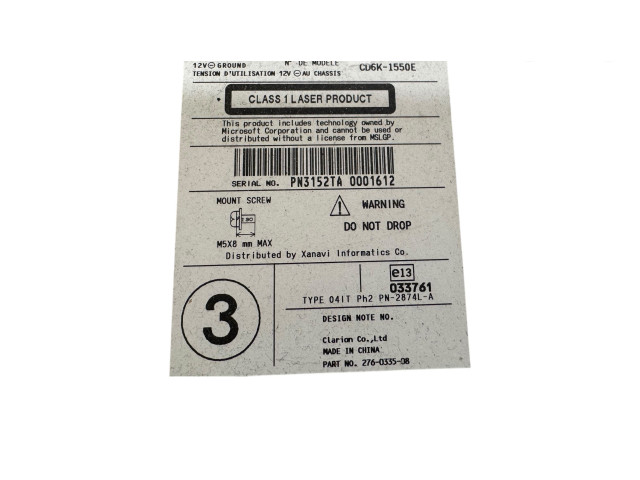 12V⊖GROUND N° DE MODÈLE CD6K-1550E
TENSION D'UTILISATION 12V ⊖ AU CHASSIS
CLASS 1 LASER PRODUCT
This product includes technology owned by
Microsoft Corporation and cannot be used or
distributed without a license from MSLGP.
SERIAL NO. PN3152TA 0001612
MOUNT SCREW
M5X8 mm MAX
WARNING
DO NOT DROP
Distributed by Xanavi Informatics Co.
e13
033761
TYPE 04IT Ph2 PN-2874L-A
3
DESIGN NOTE NO.
Clarion Co.,Ltd
MADE IN CHINA
PART NO. 276-0335-08